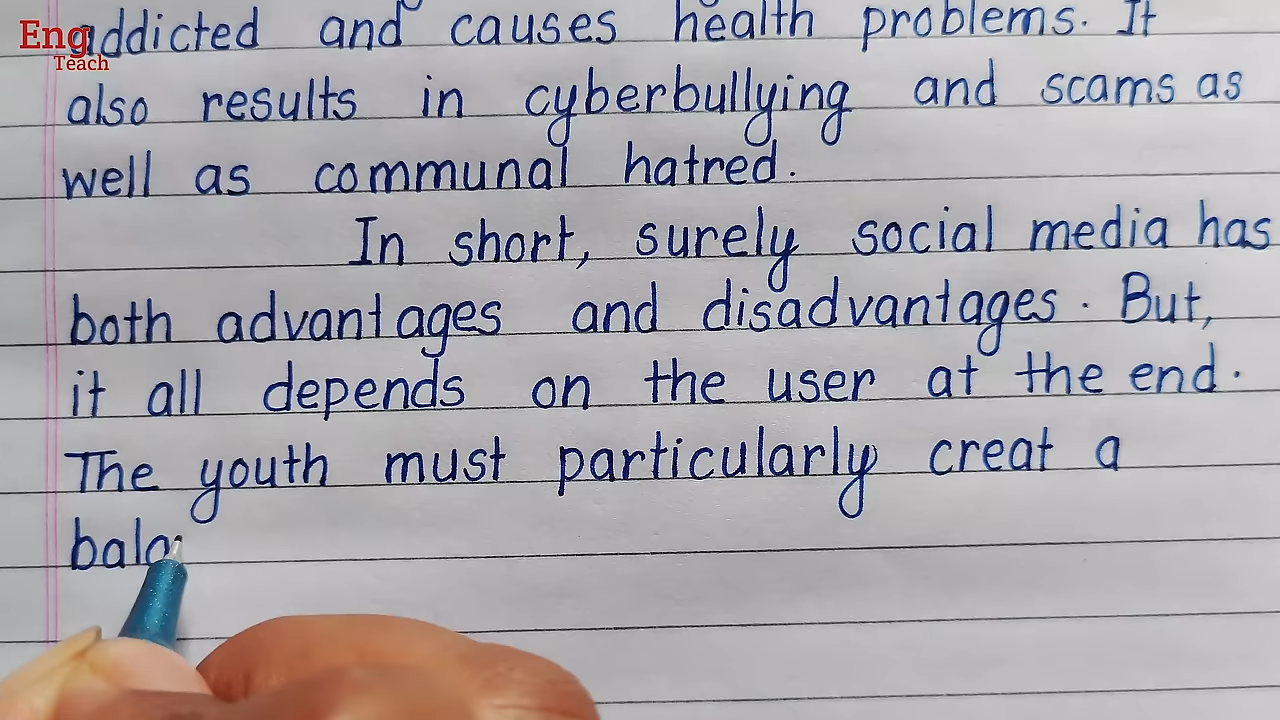 Eng
Teach
addicted and causes health problems. It
also results in cyberbullying and scams as
well as communal hatred.
In short, surely social media has
both advantages and disadvantages. But,
it all depends on the user at the end.
The youth must particularly creat a